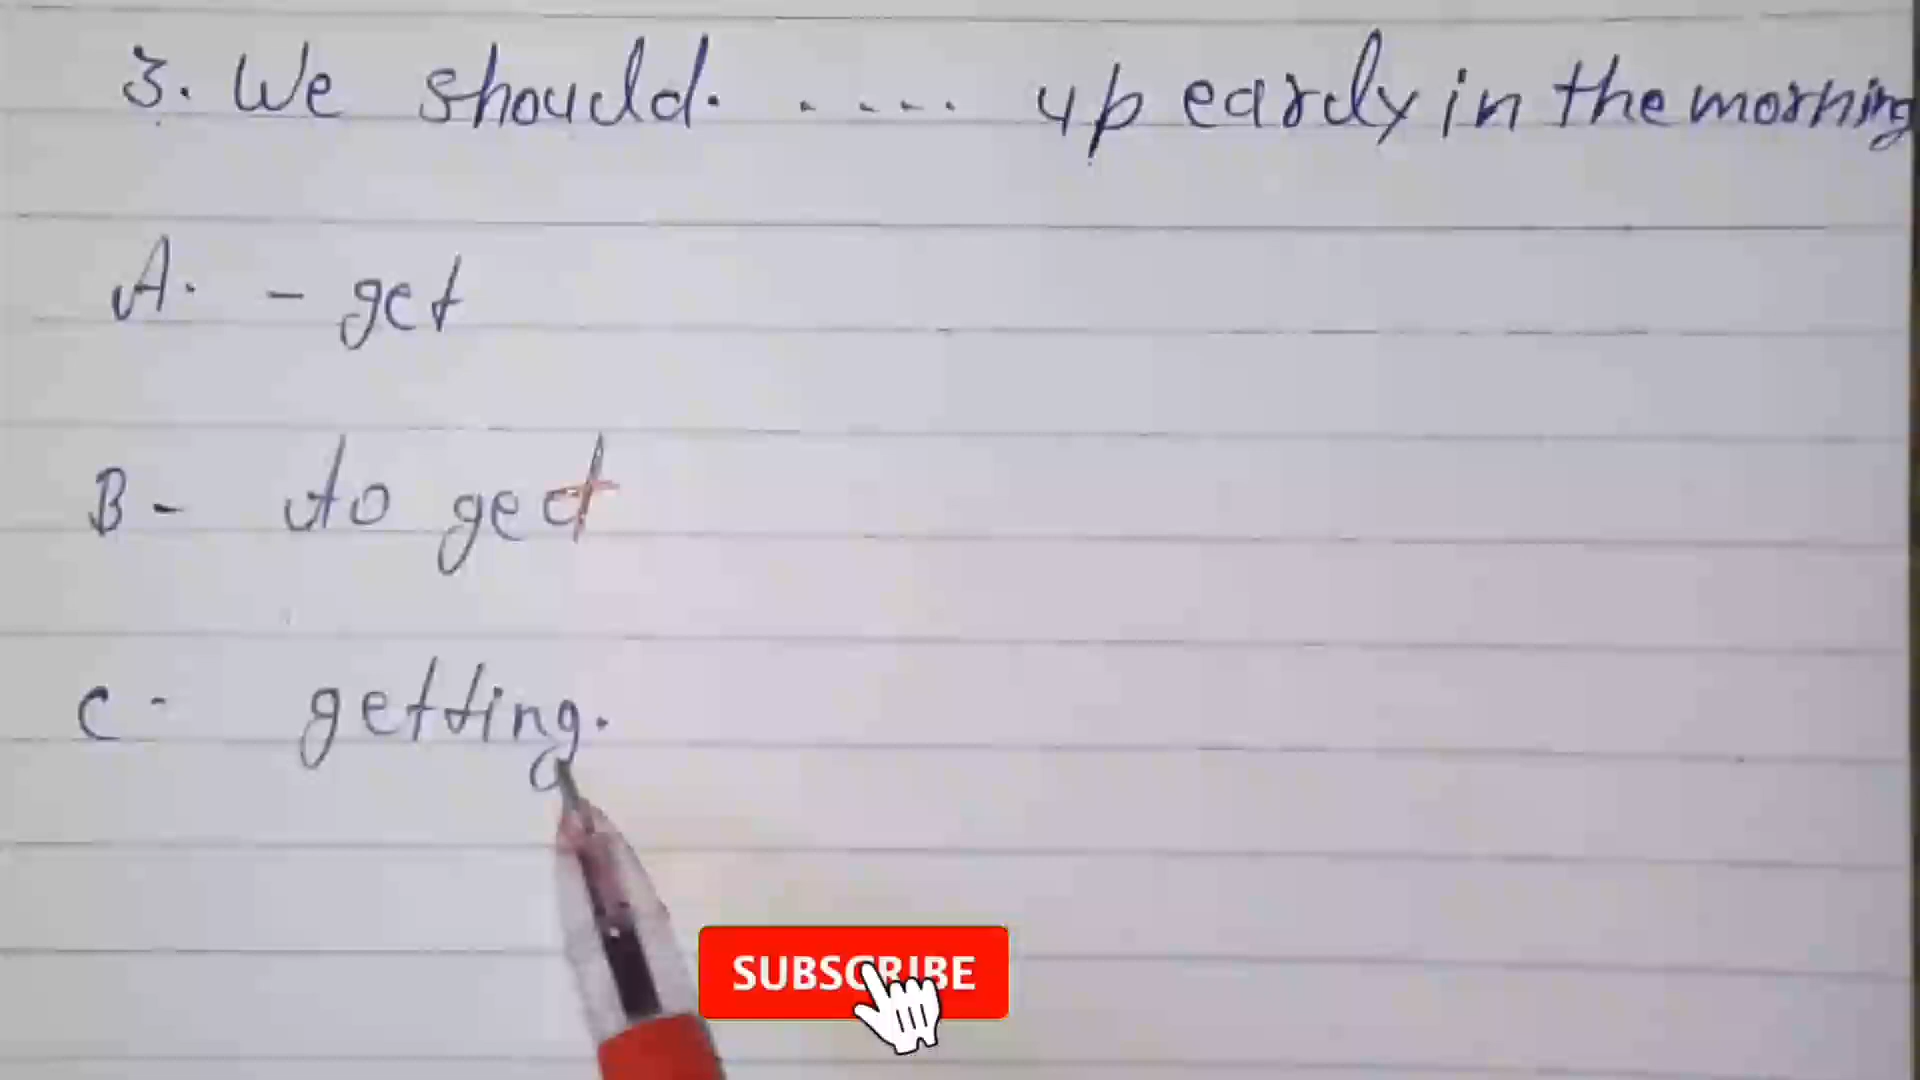 3. We should. ..... up early in the morning
A. - get
B - to get
C - getting.
SUBSCRIBE